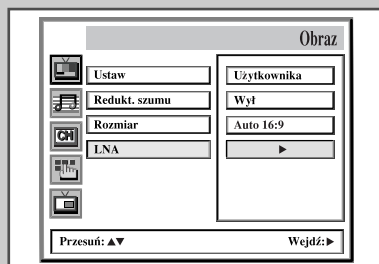 Obraz
Ustaw Użytkownika
Redukt. szumu Wył
Rozmiar Auto 16:9
CH LNA ▶
Przesuń: ▲▼ Wejdź:▶